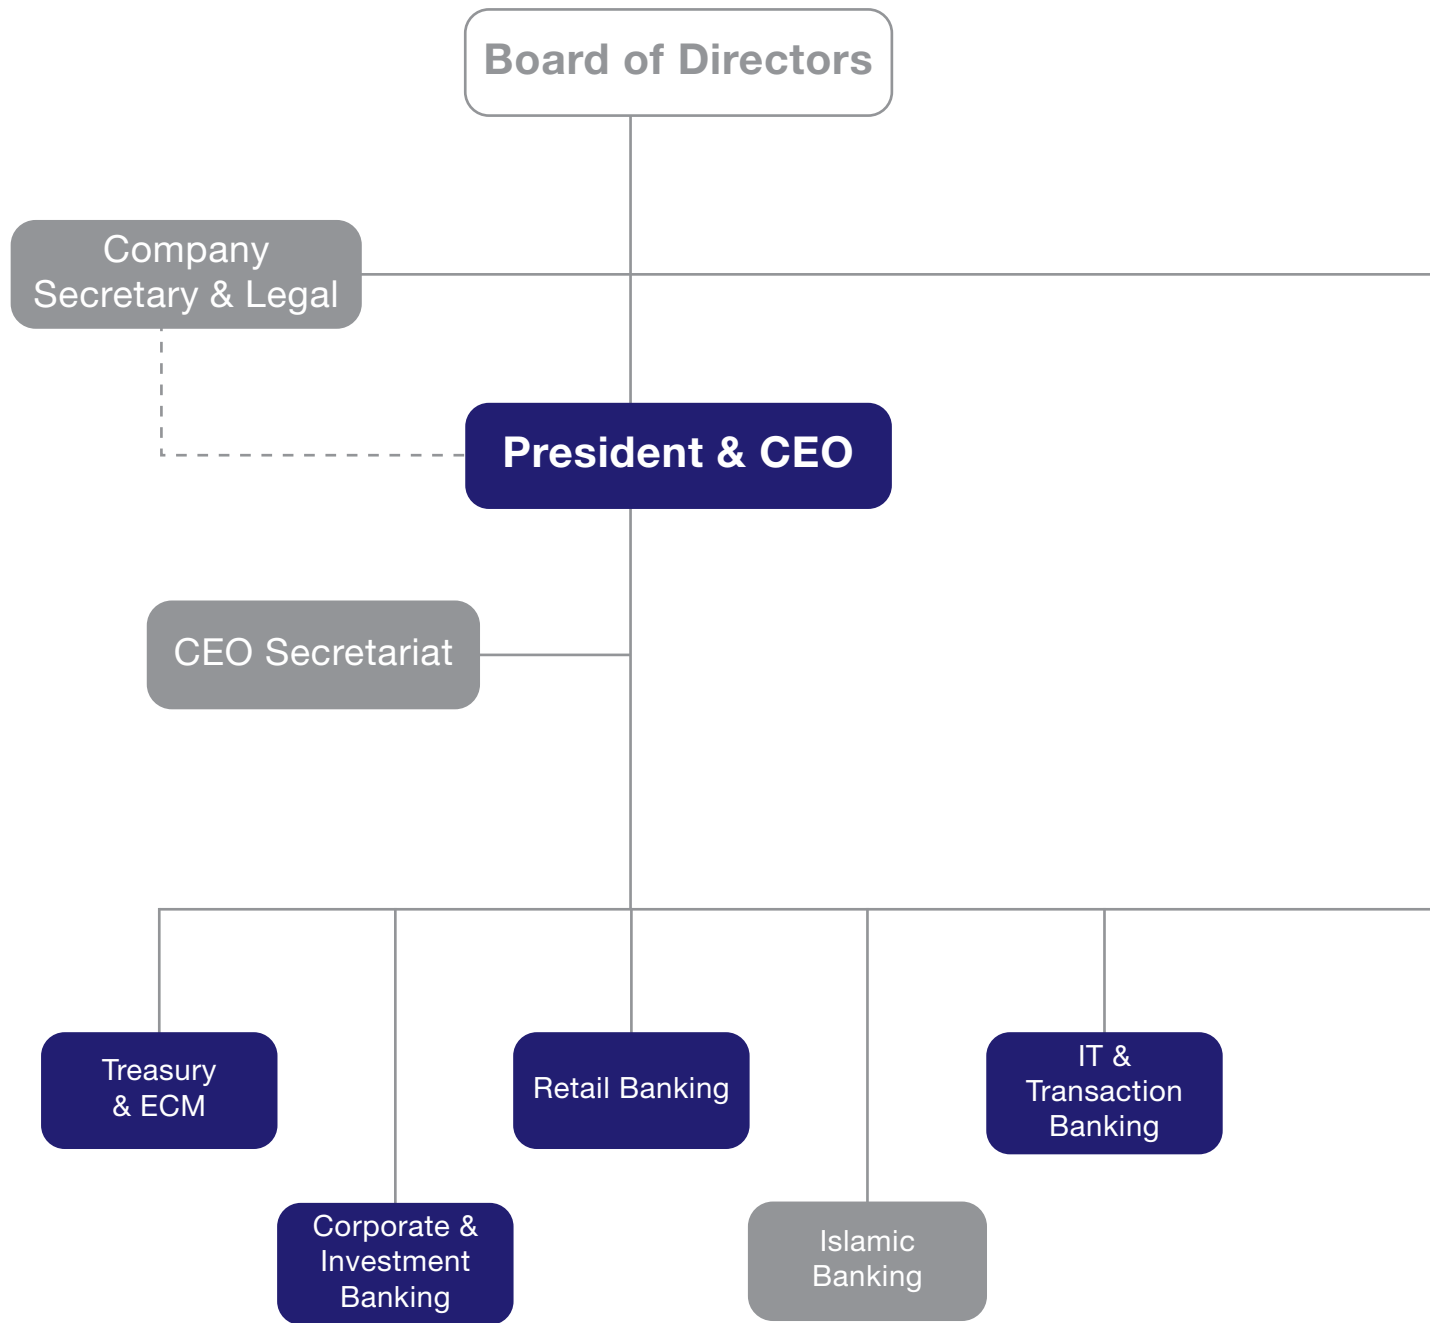 Board of Directors
Company
Secretary & Legal
President & CEO
CEO Secretariat
Treasury
& ECM
Retail Banking
IT &
Transaction
Banking
Corporate &
Investment
Banking
Islamic
Banking